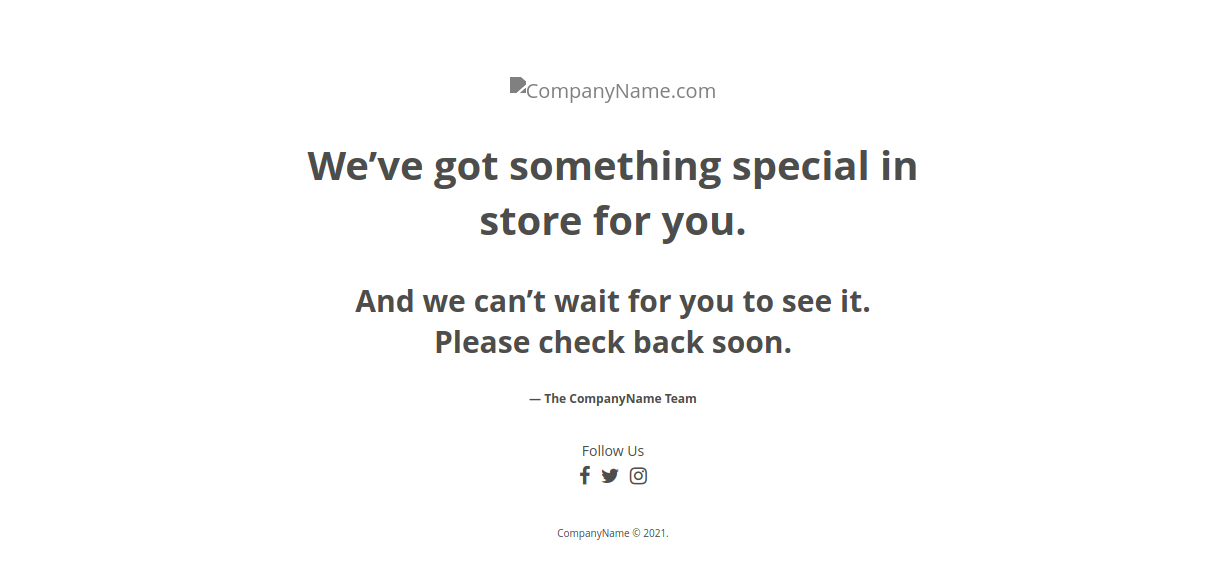 CompanyName.com
We’ve got something special in
store for you.
And we can’t wait for you to see it.
Please check back soon.
— The CompanyName Team
Follow Us
CompanyName © 2021.